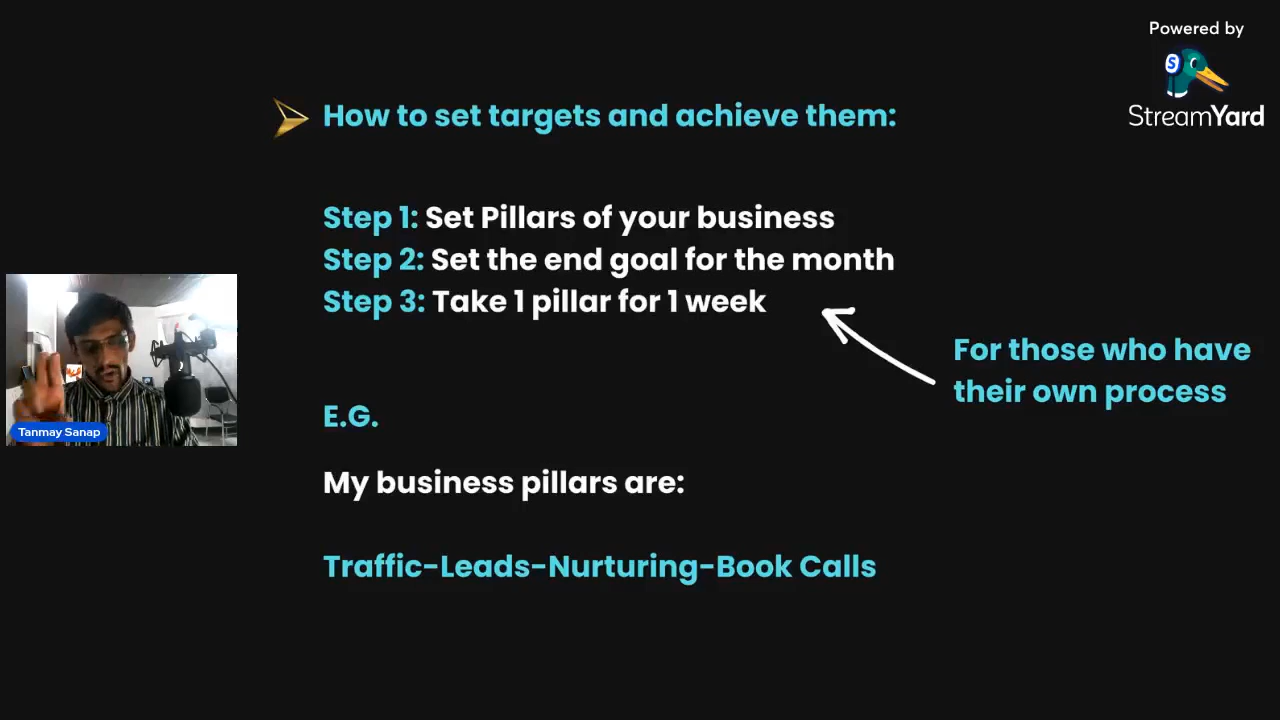 Powered by
StreamYard
How to set targets and achieve them:
Step 1: Set Pillars of your business
Step 2: Set the end goal for the month
Step 3: Take 1 pillar for 1 week
For those who have
their own process
E.G.
Tanmay Sanap
My business pillars are:
Traffic-Leads-Nurturing-Book Calls